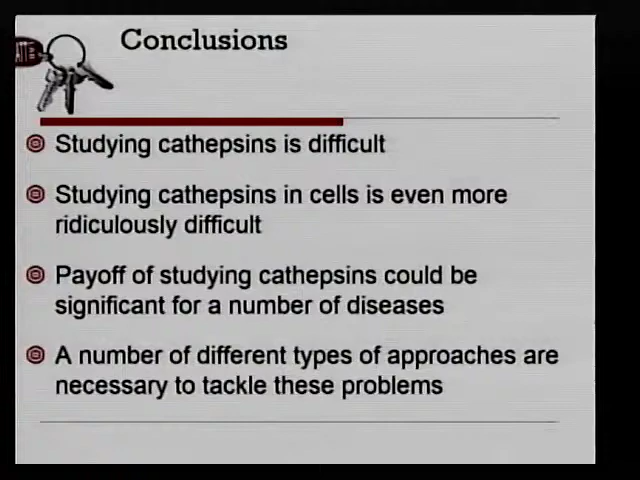 Conclusions
Studying cathepsins is difficult
Studying cathepsins in cells is even more
ridiculously difficult
Payoff of studying cathepsins could be
significant for a number of diseases
A number of different types of approaches are
necessary to tackle these problems